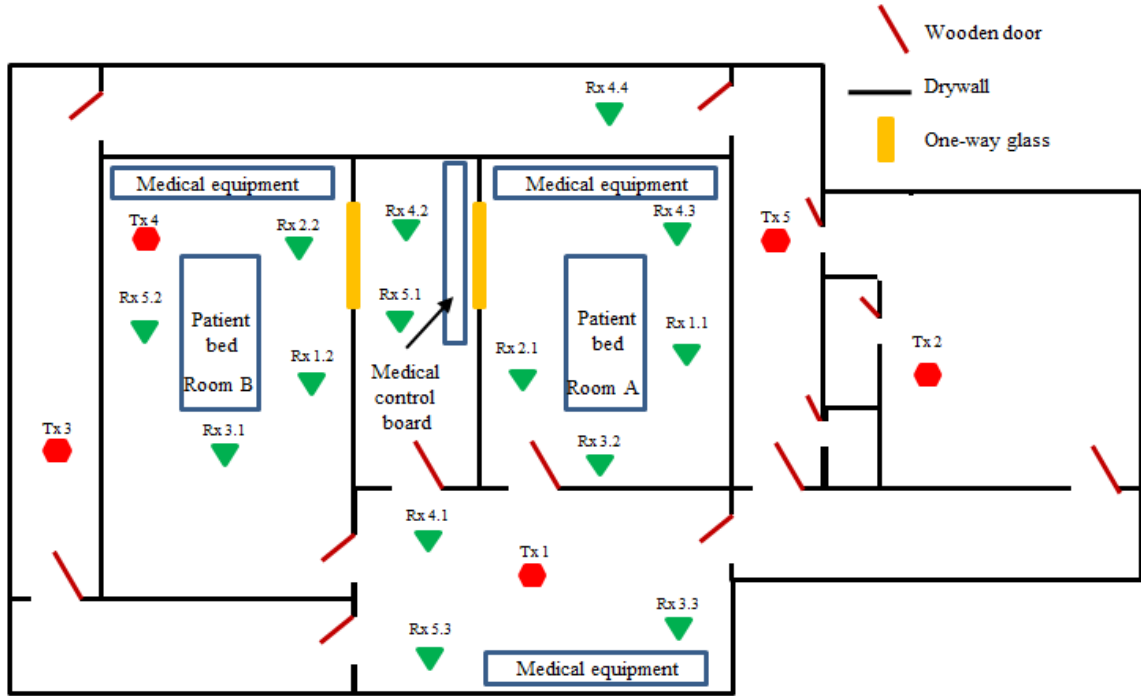 Wooden door
Drywall
One-way glass
Rx 4.4
Medical equipment
Medical equipment
Tx 4
Rx 2.2
Rx 4.2
Rx 4.3
Tx 5
Rx 5.2
Patient
bed
Room B
Rx 1.2
Rx 5.1
Medical
control
board
Rx 2.1
Patient
bed
Room A
Rx 1.1
Tx 2
Tx 3
Rx 3.1
Rx 3.2
Rx 4.1
Tx 1
Rx 5.3
Rx 3.3
Medical equipment